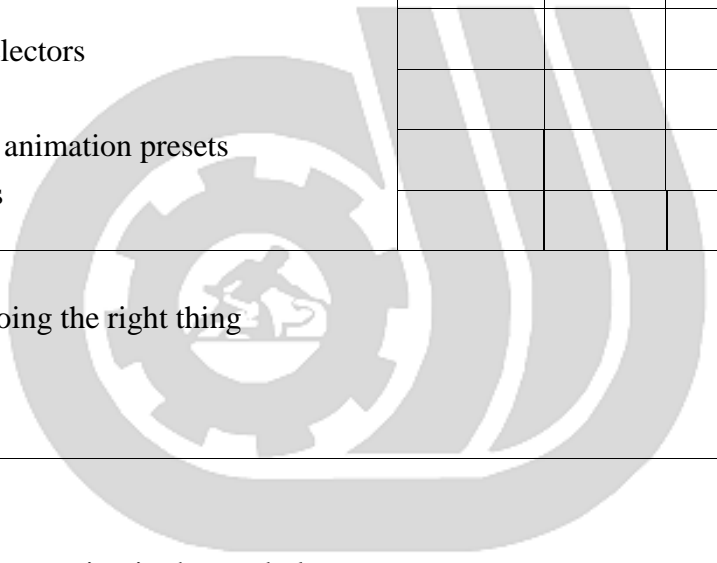 lectors
animation presets
s
oing the right thing